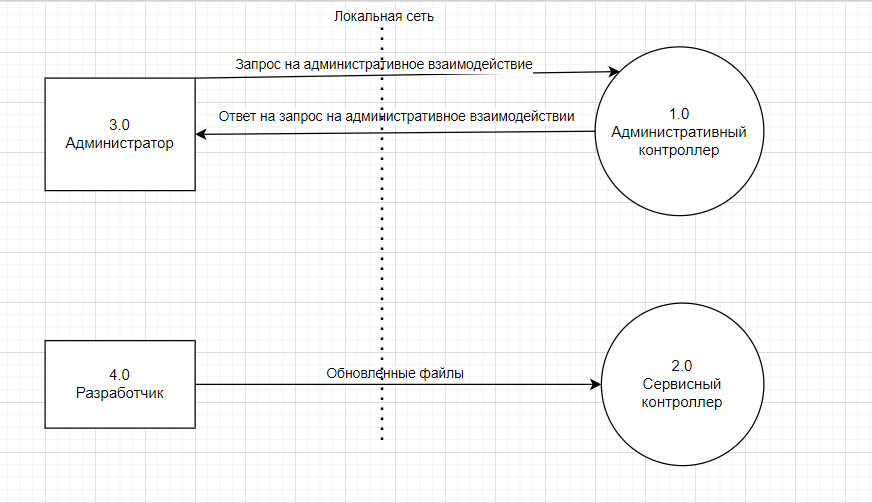 Локальная сеть
Запрос на административное взаимодействие
3.0
Администратор
Ответ на запрос на административное взаимодействии
1.0
Административный
контроллер
4.0
Разработчик
Обновленные файлы
2.0
Сервисный
контроллер